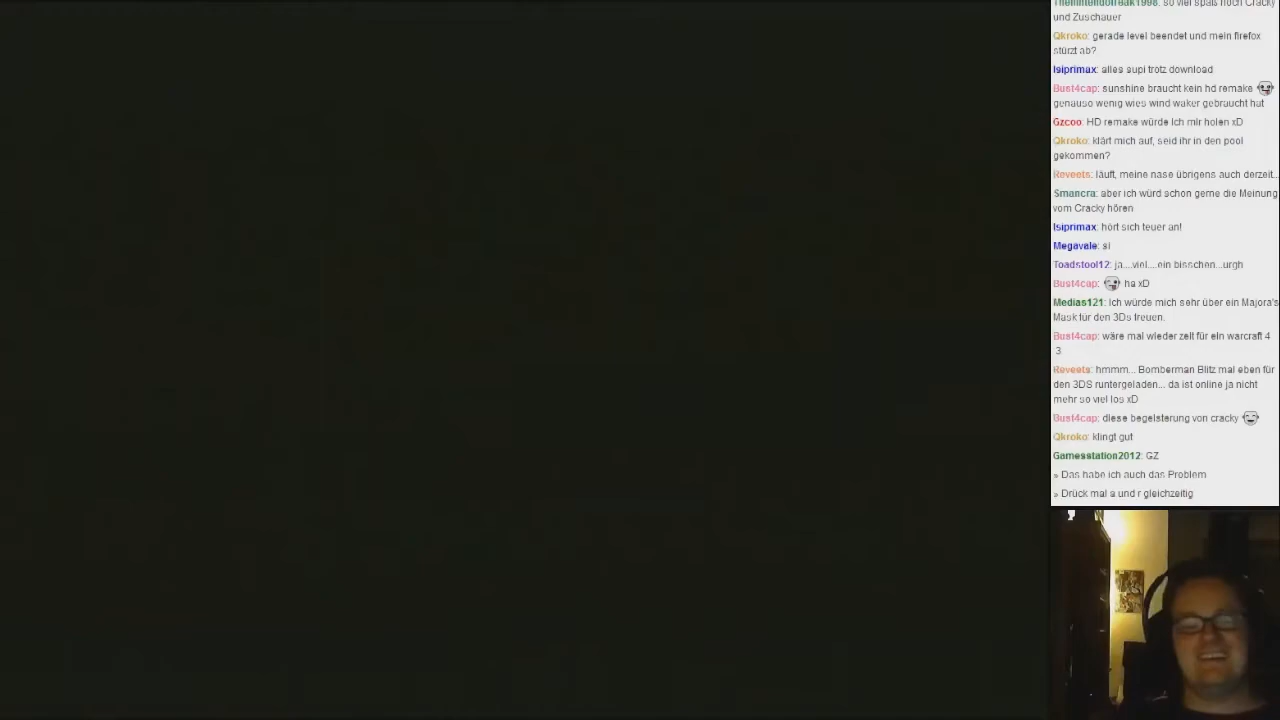 Thenintendofreak1998: so viel spaß noch Cracky
und Zuschauer
Qkroko: gerade level beendet und mein firefox
stürzt ab?
Isiprimax: alles supi trotz download
Bust4cap: sunshine braucht kein hd remake
genauso wenig wies wind waker gebraucht hat
Gzcoo: HD remake würde ich mir holen xD
Qkroko: klärt mich auf, seid ihr in den pool
gekommen?
Reveets: läuft, meine nase übrigens auch derzeit..
Smancra: aber ich würd schon gerne die Meinung
vom Cracky hören
Isiprimax: hört sich teuer an!
Megavale: si
Toadstool12: ja....viel....ein bisschen...urgh
Bust4cap: ha xD
Medias121: ich würde mich sehr über ein Majora's
Mask für den 3Ds freuen.
Bust4cap: wäre mal wieder zeit für ein warcraft 4
3
Reveets: hmmm... Bomberman Blitz mal eben für
den 3DS runtergeladen... da ist online ja nicht
mehr so viel los xD
Bust4cap: diese begeisterung von cracky
Qkroko: klingt gut
Gamesstation2012: GZ
» Das habe ich auch das Problem
» Drück mal a und r gleichzeitig